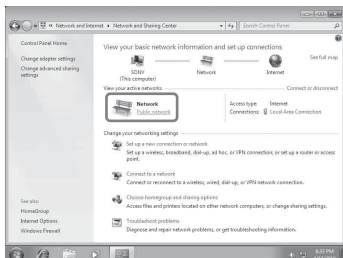 Network and Internet ▸ Network and Sharing Center
Search Control Panel
Control Panel Home
Change adapter settings
Change advanced sharing
settings
View your basic network information and set up connections
See full map
SONY
(This computer)
Network
Internet
View your active networks
Connect or disconnect
Network
Public network
Access type: Internet
Connections: Local Area Connection
Change your networking settings
Set up a new connection or network
Set up a wireless, broadband, dial-up, ad hoc, or VPN connection; or set up a router or access
point.
Connect to a network
Connect or reconnect to a wireless, wired, dial-up, or VPN network connection.
Choose homegroup and sharing options
Access files and printers located on other network computers, or change sharing settings.
Troubleshoot problems
Diagnose and repair network problems, or get troubleshooting information.
See also
HomeGroup
Internet Options
Windows Firewall
6:33 PM